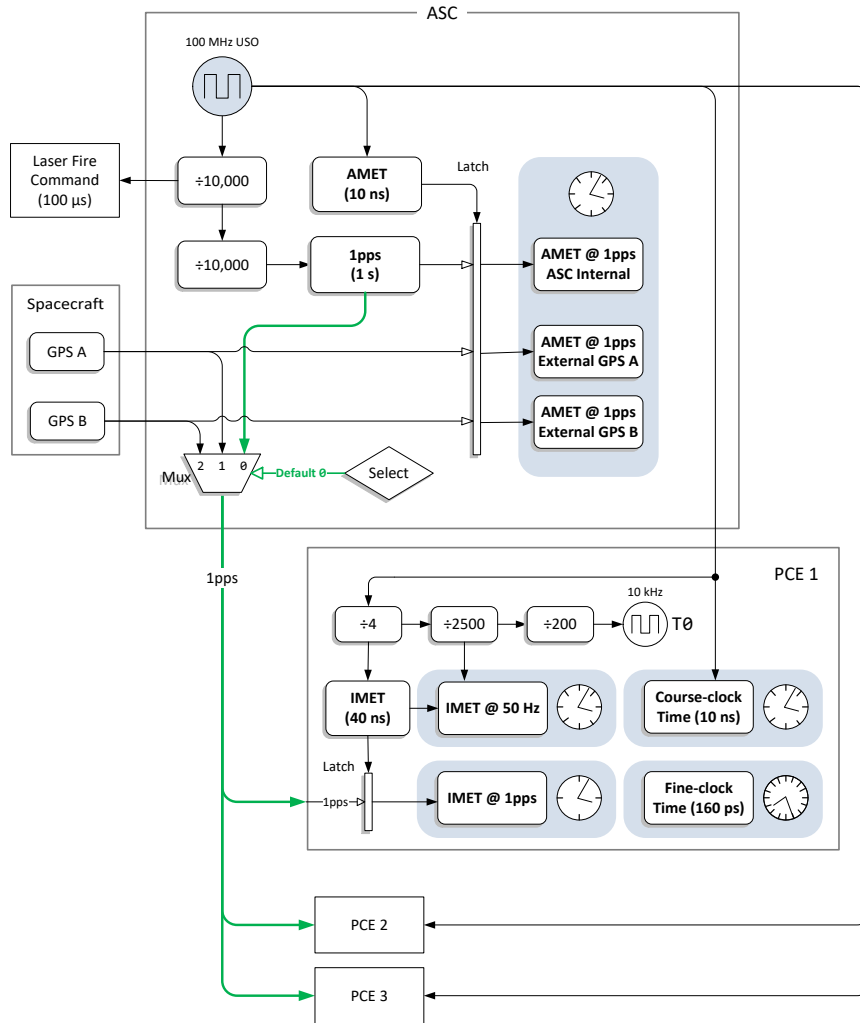 ASC
100 MHz USO
Laser Fire
Command
(100 µs)
÷10,000
AMET
(10 ns)
Latch
÷10,000
1pps
(1 s)
AMET @ 1pps
ASC Internal
Spacecraft
GPS A
AMET @ 1pps
External GPS A
GPS B
AMET @ 1pps
External GPS B
2 1 0
Mux
Default 0
Select
1pps
PCE 1
10 kHz
÷4
÷2500
÷200
T0
IMET
(40 ns)
IMET @ 50 Hz
Course-clock
Time (10 ns)
Latch
1pps
IMET @ 1pps
Fine-clock
Time (160 ps)
PCE 2
PCE 3